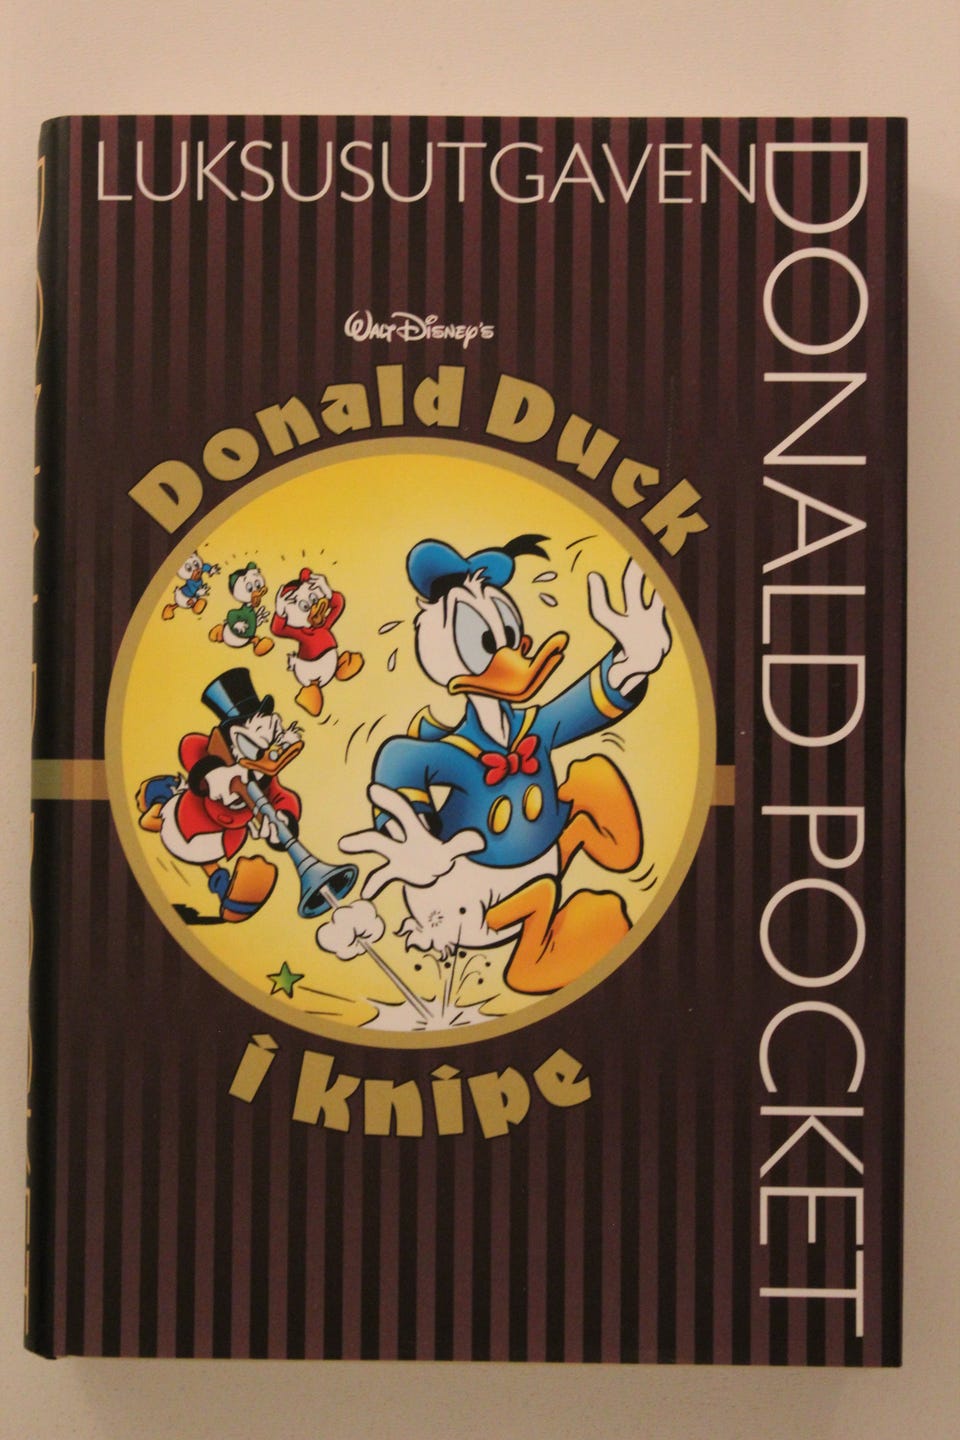 LUKSUSUTGAVEN
DONALD POCKET
WALT DISNEY'S
Donald Duck
i knipe